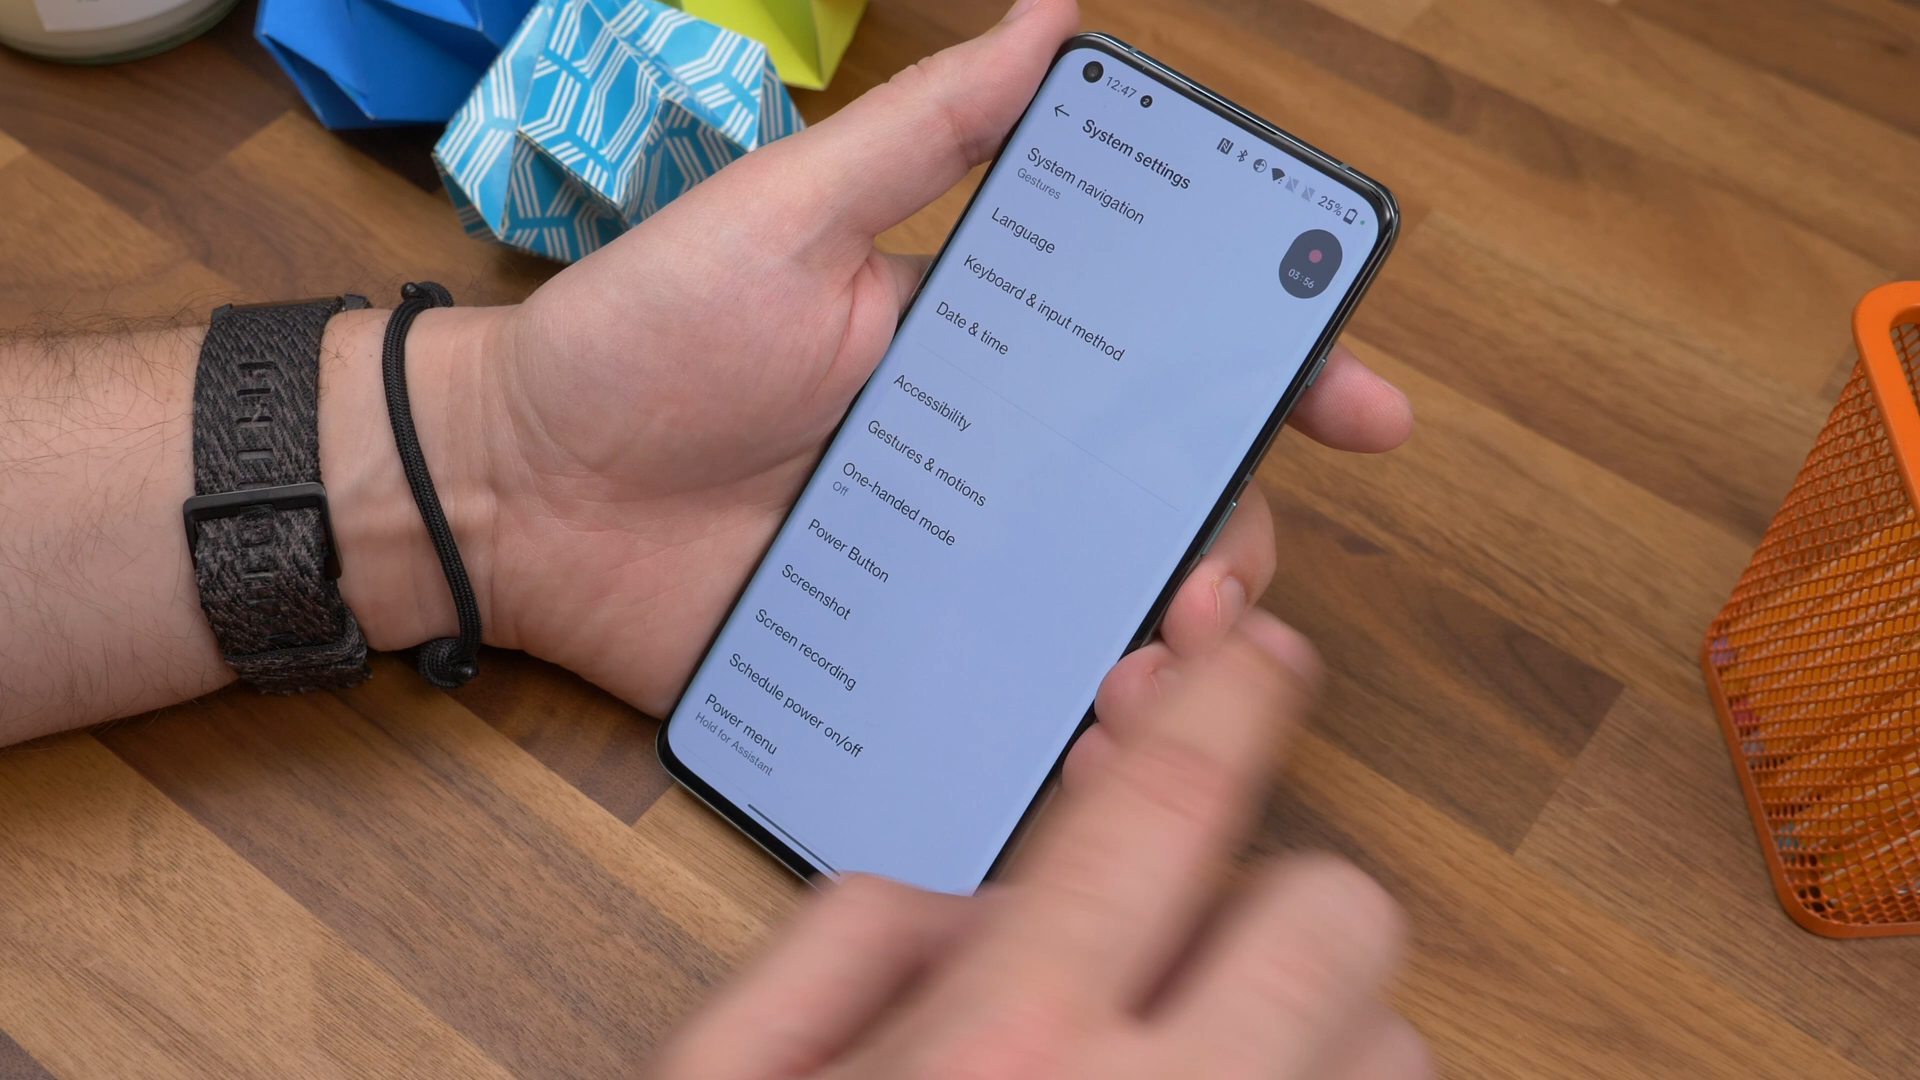 12:47 2
25%
System settings
03:56
System navigation
Gestures
Language
Keyboard & input method
Date & time
Accessibility
Gestures & motions
One-handed mode
Off
Power Button
Screenshot
Screen recording
Schedule power on/off
Power menu
Hold for Assistant